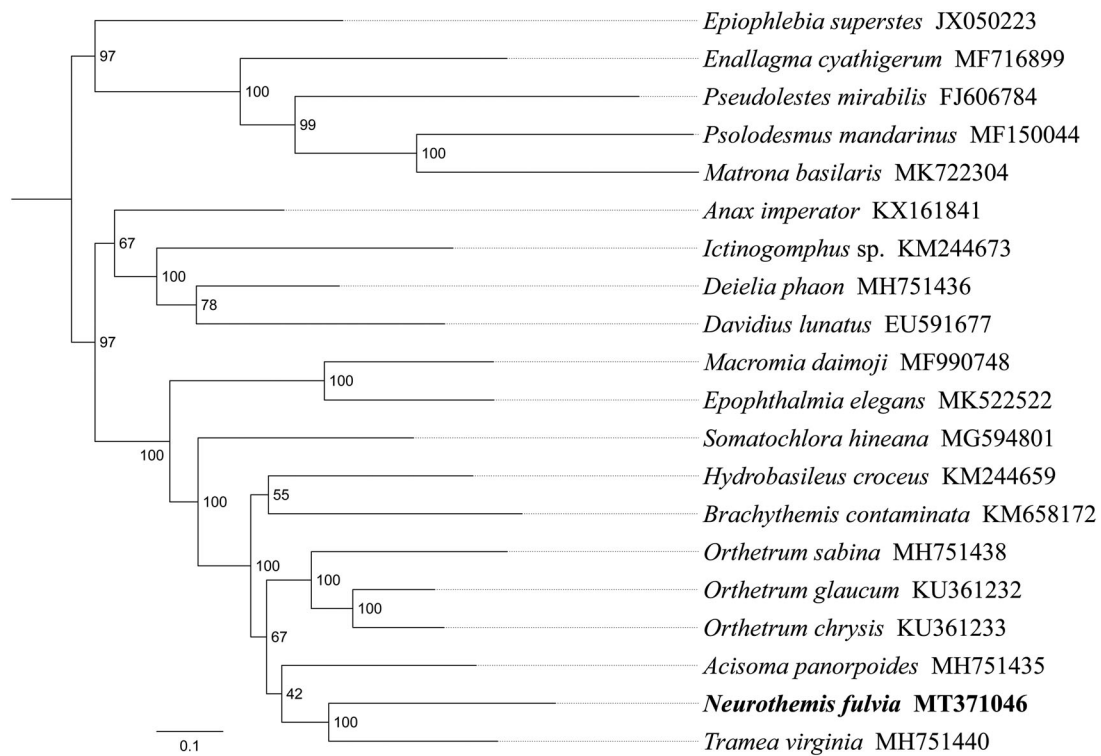 Epiophlebia superstes JX050223
97
Enallagma cyathigerum MF716899
100
Pseudolestes mirabilis FJ606784
99
Psolodesmus mandarinus MF150044
100
Matrona basilaris MK722304
Anax imperator KX161841
67
Ictinogomphus sp. KM244673
100
Deielia phaon MH751436
78
Davidius lunatus EU591677
97
Macromia daimoji MF990748
100
Epophthalmia elegans MK522522
Somatochlora hineana MG594801
100
Hydrobasileus croceus KM244659
55
100
Brachythemis contaminata KM658172
Orthetrum sabina MH751438
100
100
Orthetrum glaucum KU361232
100
Orthetrum chrysis KU361233
67
Acisoma panorpoides MH751435
42
Neurothemis fulvia MT371046
100
Tramea virginia MH751440
0.1